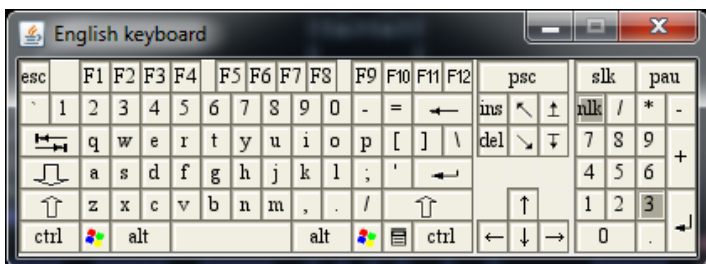 English keyboard
esc F1 F2 F3 F4 F5 F6 F7 F8 F9 F10 F11 F12 psc slk pau
` 1 2 3 4 5 6 7 8 9 0 - = ← ins ↖ ↥ nlk / * -
q w e r t y u i o p [ ] \ del ↘ ↧ 7 8 9 +
a s d f g h j k l ; ' 4 5 6
z x c v b n m , . / ⇧ ↑ 1 2 3
ctrl alt alt ctrl ← ↓ → 0 .